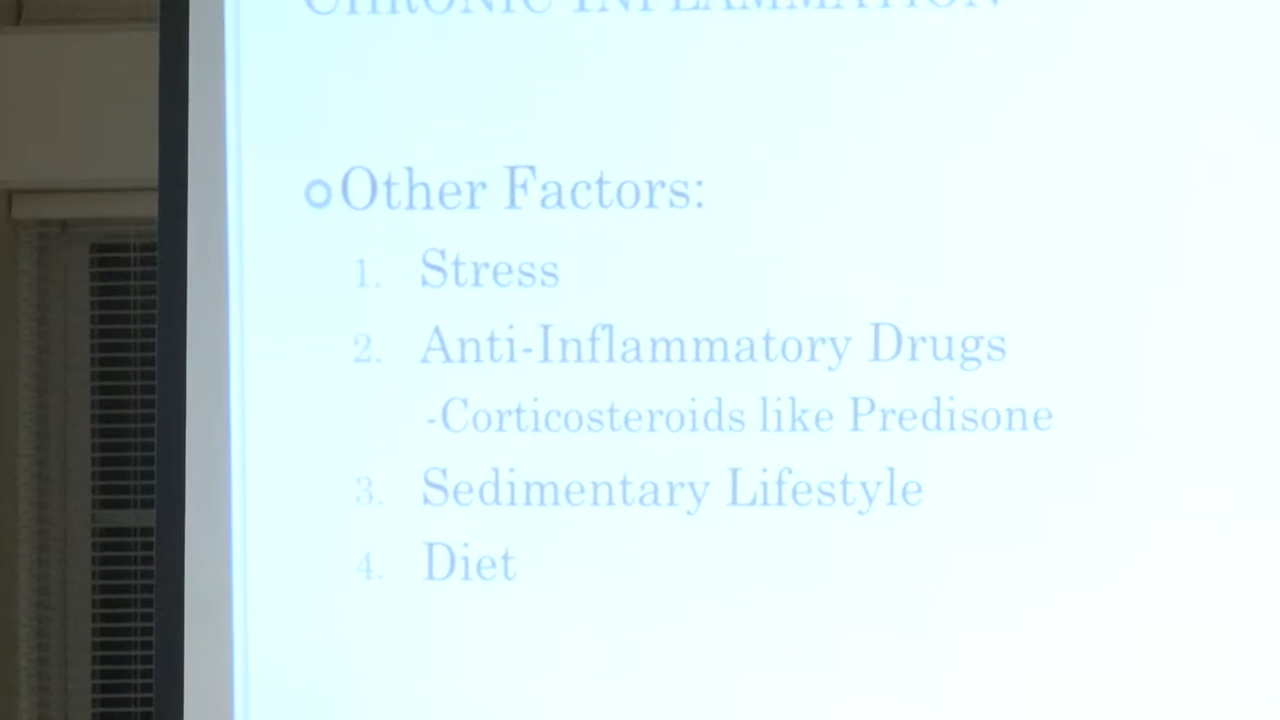 CHRONIC INFLAMMATION
Other Factors:
1. Stress
2. Anti-Inflammatory Drugs
-Corticosteroids like Predisone
3. Sedimentary Lifestyle
4. Diet